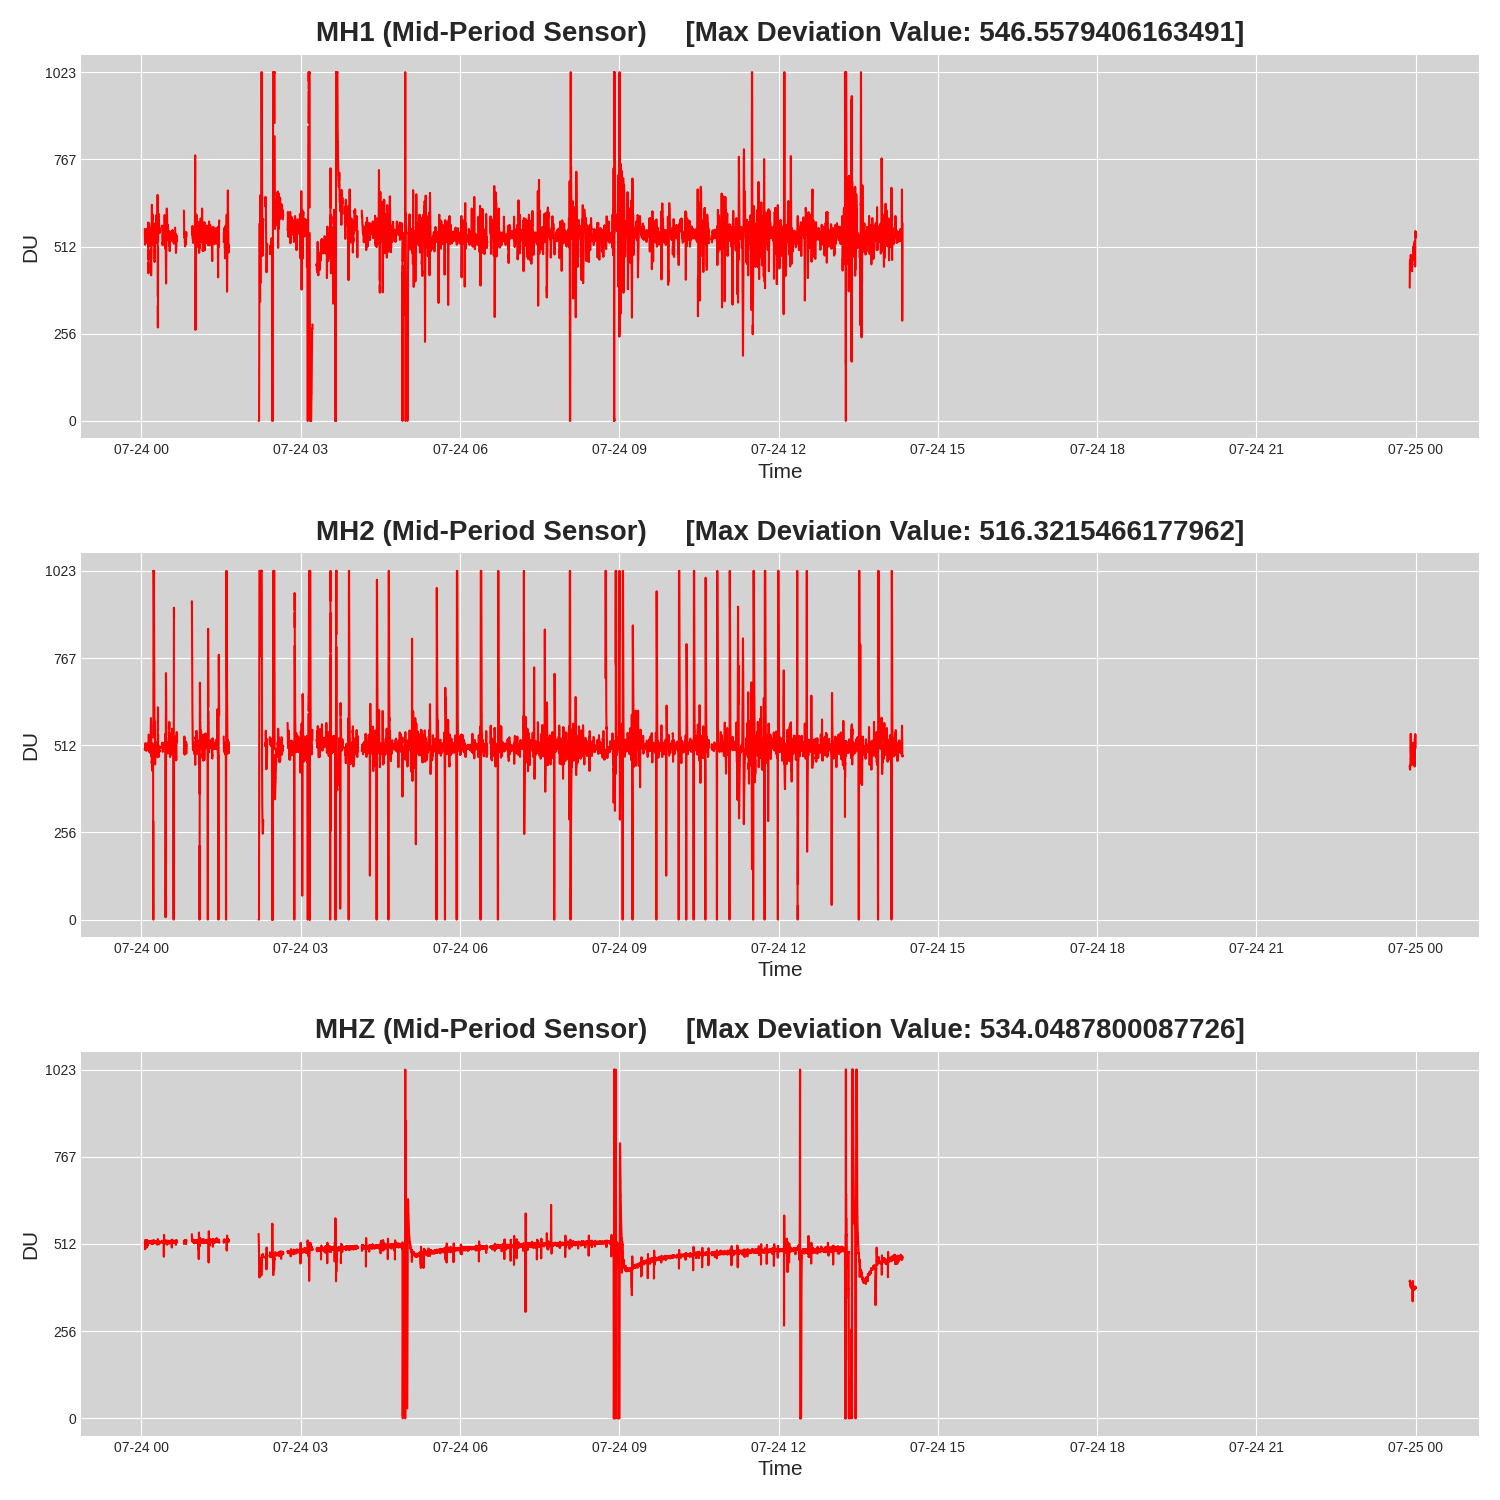 MH1 (Mid-Period Sensor) [Max Deviation Value: 546.5579406163491]
1023
767
512
256
0
DU
07-24 00 07-24 03 07-24 06 07-24 09 07-24 12 07-24 15 07-24 18 07-24 21 07-25 00
Time
MH2 (Mid-Period Sensor) [Max Deviation Value: 516.3215466177962]
1023
767
512
256
0
DU
07-24 00 07-24 03 07-24 06 07-24 09 07-24 12 07-24 15 07-24 18 07-24 21 07-25 00
Time
MHZ (Mid-Period Sensor) [Max Deviation Value: 534.0487800087726]
1023
767
512
256
0
DU
07-24 00 07-24 03 07-24 06 07-24 09 07-24 12 07-24 15 07-24 18 07-24 21 07-25 00
Time